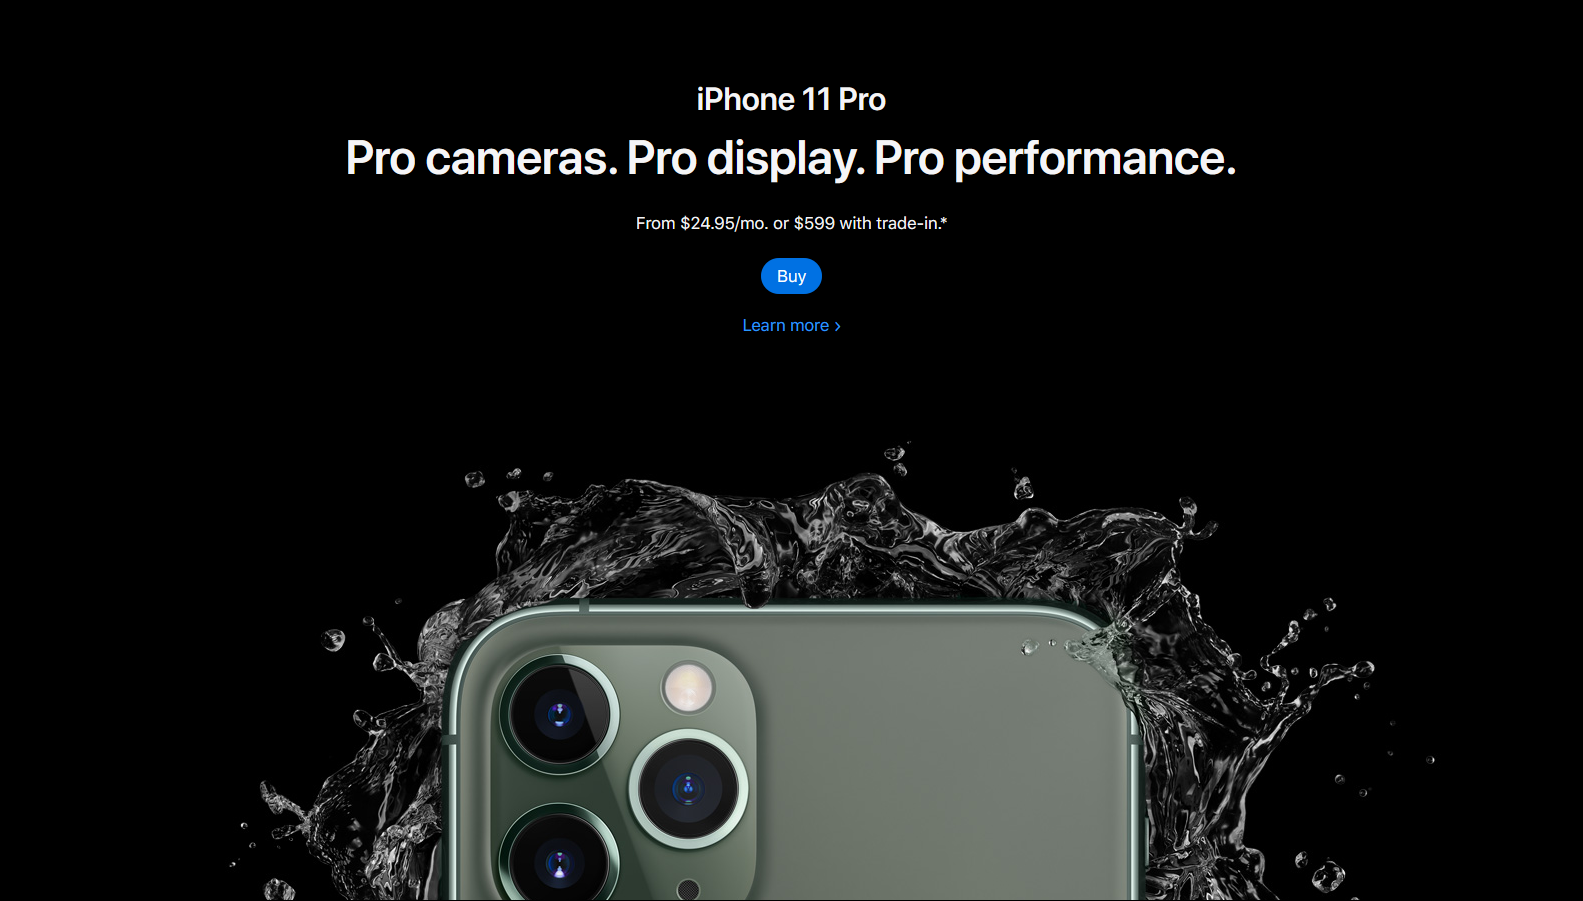 iPhone 11 Pro
Pro cameras. Pro display. Pro performance.
From $24.95/mo. or $599 with trade-in.*
Buy
Learn more ›